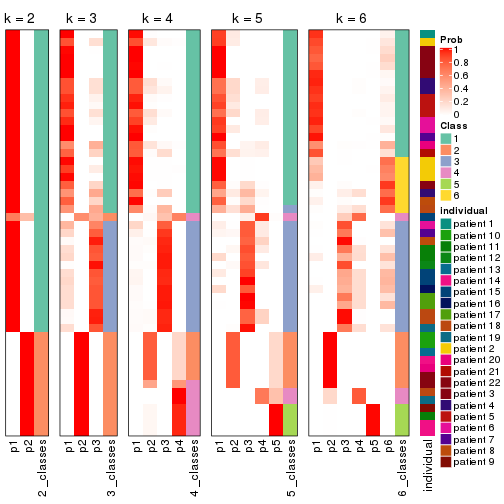 k = 2
k = 3
k = 4
k = 5
k = 6
Prob
1
0.8
0.6
0.4
0.2
0
Class
1
2
3
4
5
6
individual
patient 1
patient 10
patient 11
patient 12
patient 13
patient 14
patient 15
patient 16
patient 17
patient 18
patient 19
patient 2
patient 20
patient 21
patient 22
patient 3
patient 4
patient 5
patient 6
patient 7
patient 8
patient 9
p1
p2
2_classes
p1
p2
p3
3_classes
p1
p2
p3
p4
4_classes
p1
p2
p3
p4
p5
5_classes
p1
p2
p3
p4
p5
p6
6_classes
individual